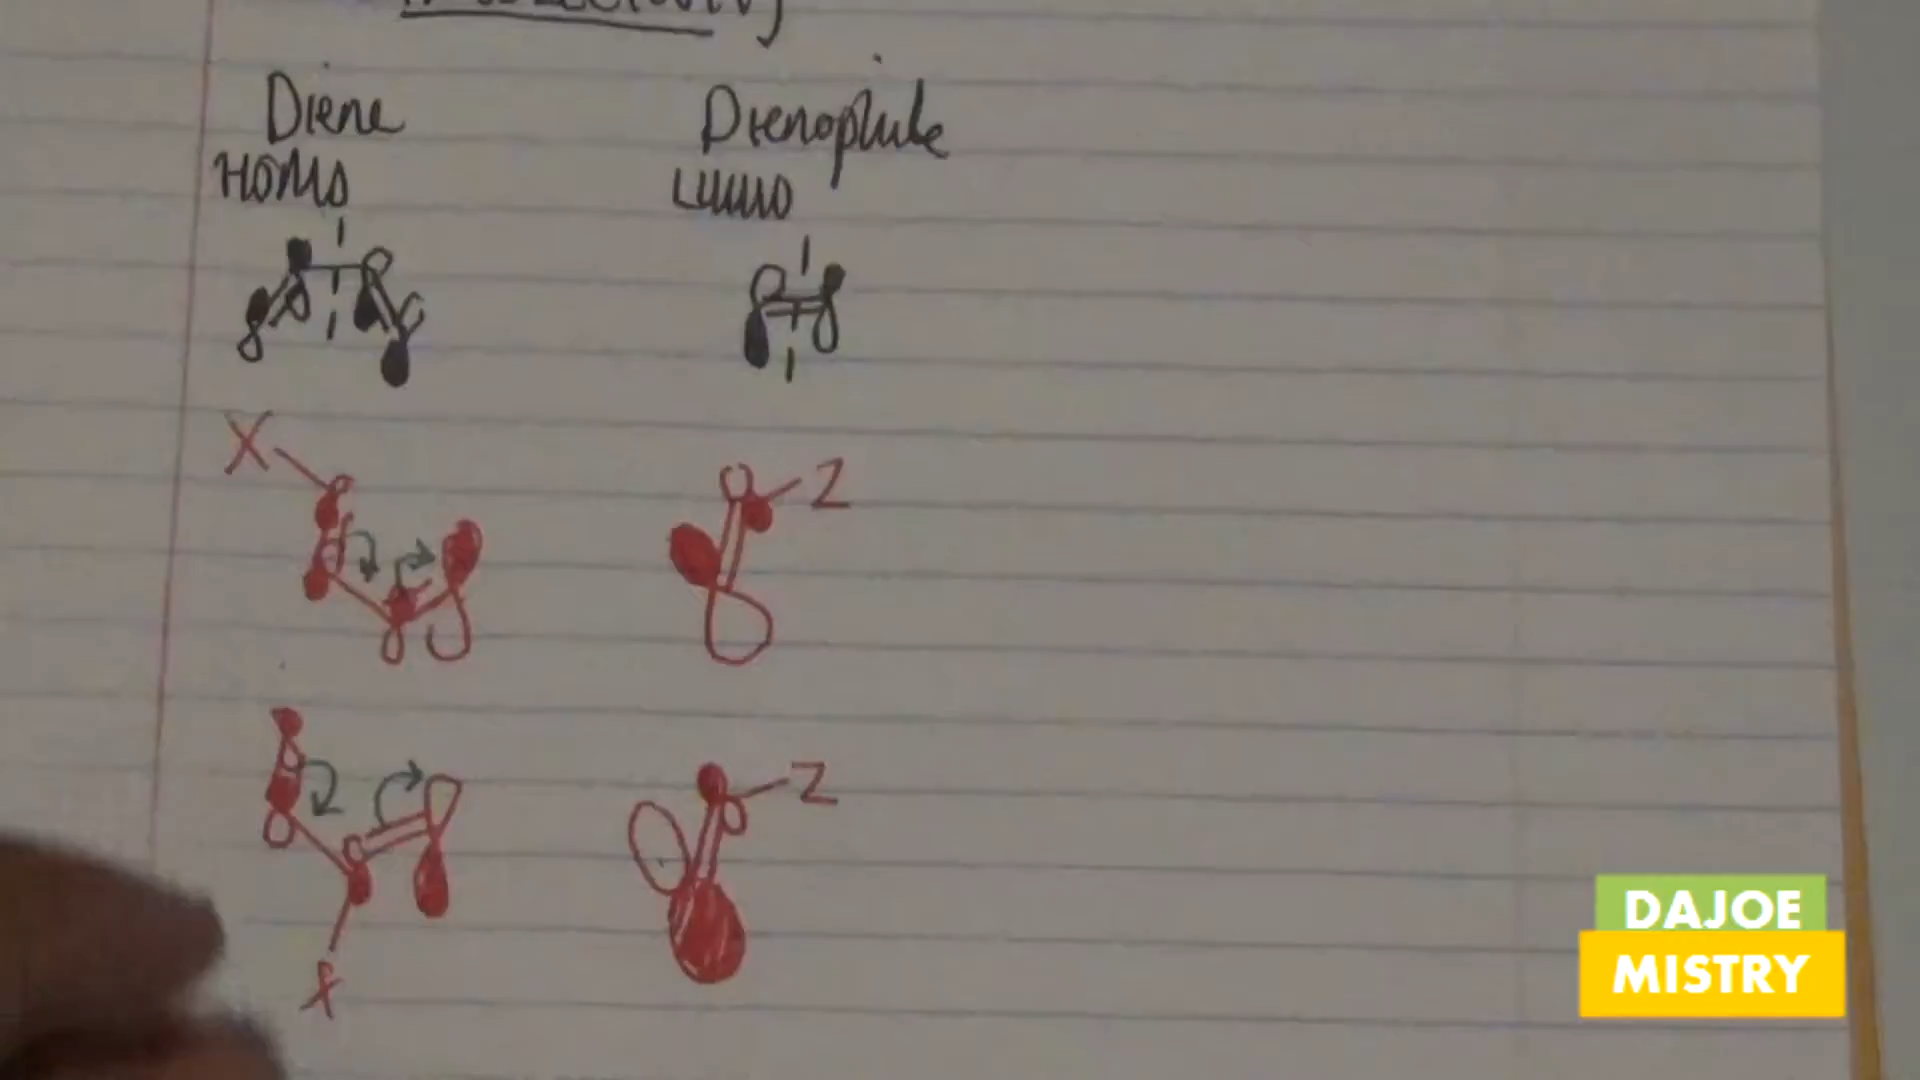 Diene
HOMO
Dienophile
LUMO
X
Z
Z
X
DAJOE
MISTRY